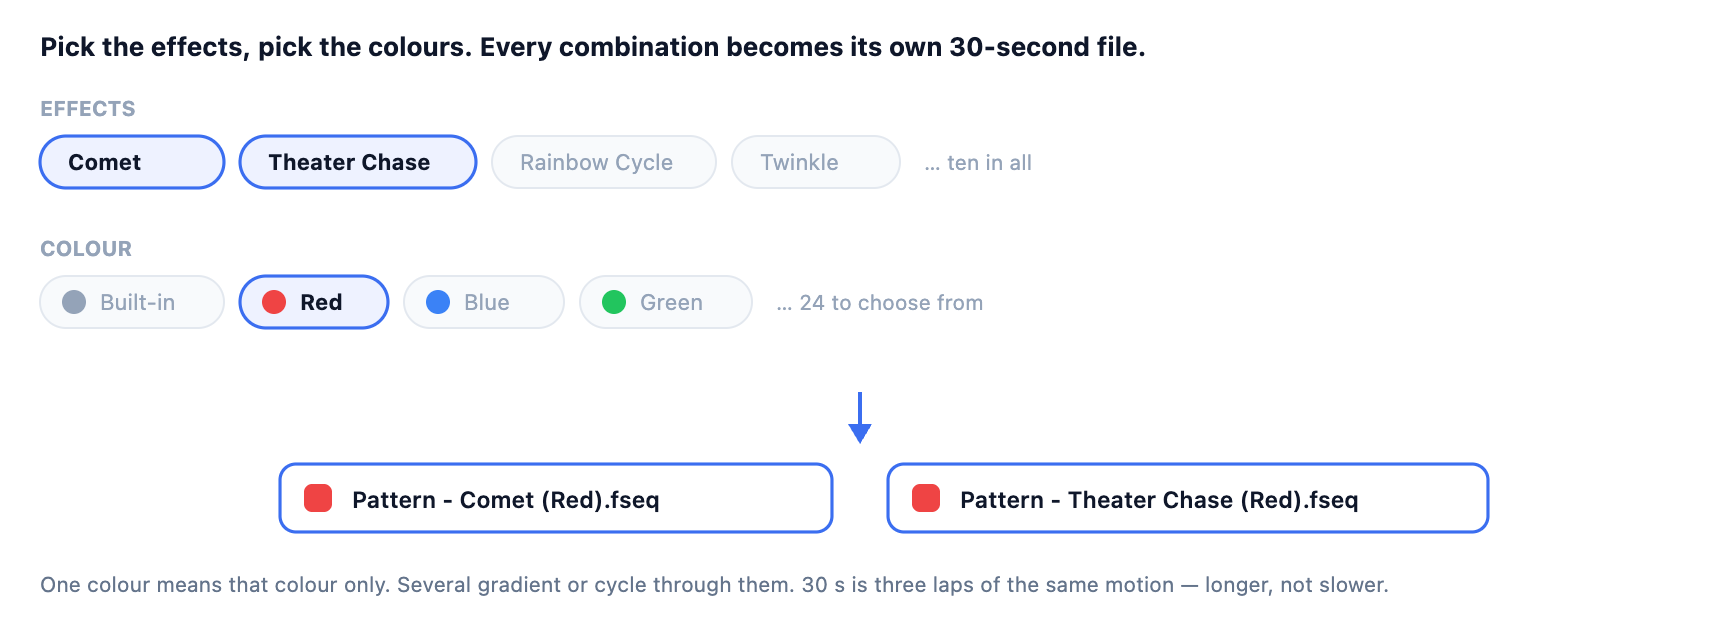 Pick the effects, pick the colours. Every combination becomes its own 30-second file.
EFFECTS
Comet Theater Chase Rainbow Cycle Twinkle ... ten in all
COLOUR
Built-in Red Blue Green ... 24 to choose from
Pattern - Comet (Red).fseq Pattern - Theater Chase (Red).fseq
One colour means that colour only. Several gradient or cycle through them. 30 s is three laps of the same motion — longer, not slower.